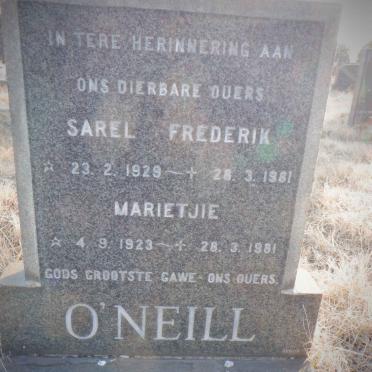 IN TERE HERINNERING AAN
ONS DIERBARE OUERS
SAREL FREDERIK
☆ 23. 2. 1929 ~ + 28. 3. 1981
MARIETJIE
☆ 4. 9. 1923 ~ + 28. 3. 1981
GODS GROOTSTE GAWE - ONS OUERS.
O'NEILL